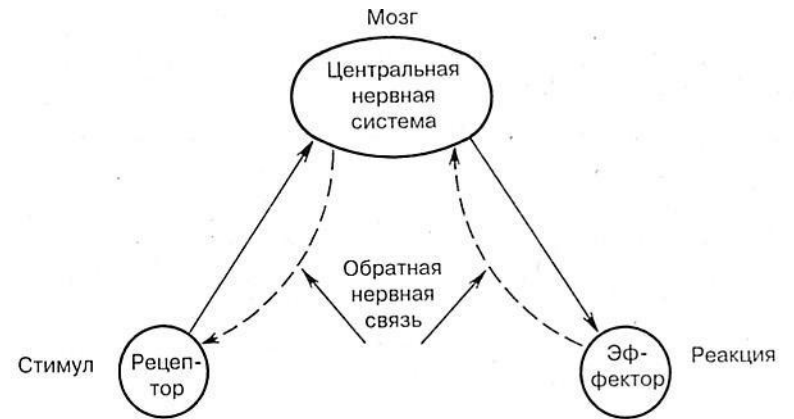 Мозг
Центральная
нервная
система
Обратная
нервная
связь
Стимул
Рецеп-
тор
Эф-
фектор
Реакция